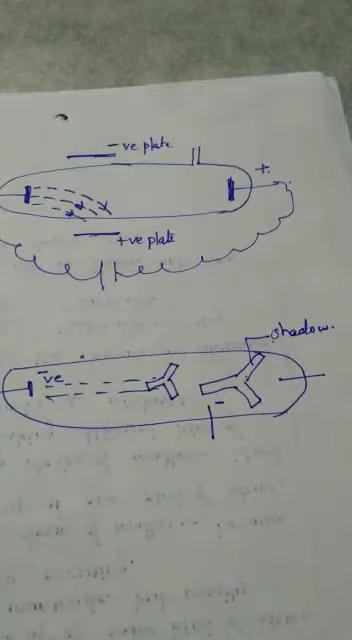 -ve plate
+
+ve plate
shadow.
-ve
-